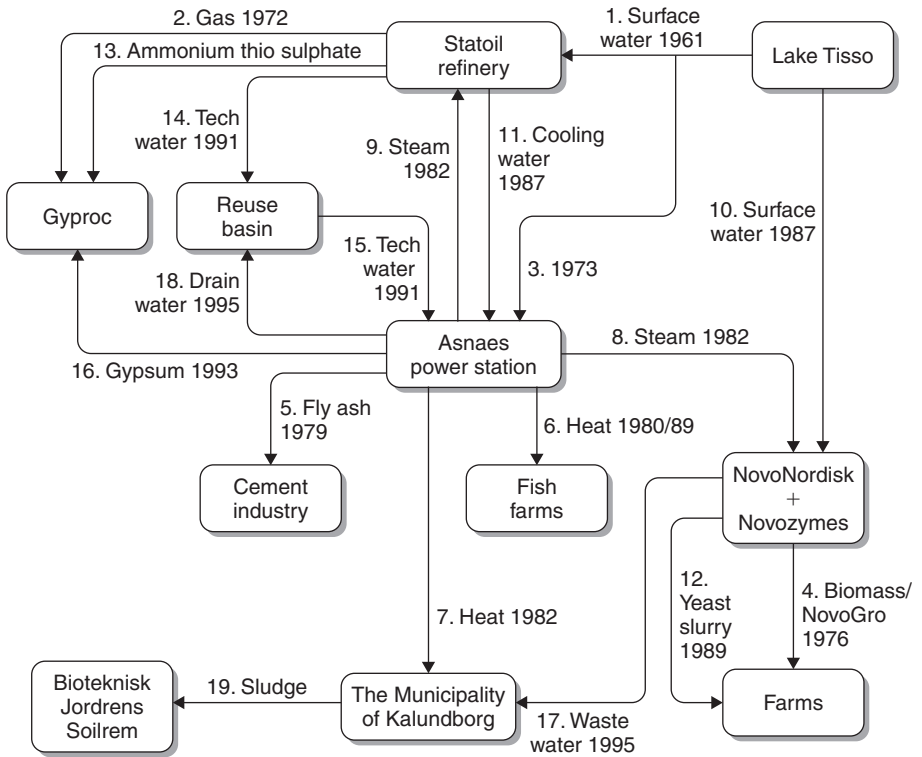 2. Gas 1972
1. Surface
water 1961
13. Ammonium thio sulphate
Statoil
refinery
Lake Tisso
14. Tech
water 1991
9. Steam
1982
11. Cooling
water
1987
Gyproc
Reuse
basin
10. Surface
water 1987
15. Tech
water
1991
3. 1973
18. Drain
water 1995
16. Gypsum 1993
Asnaes
power station
8. Steam 1982
5. Fly ash
1979
6. Heat 1980/89
Cement
industry
Fish
farms
NovoNordisk
+
Novozymes
7. Heat 1982
12.
Yeast
slurry
1989
4. Biomass/
NovoGro
1976
Bioteknisk
Jordrens
Soilrem
19. Sludge
The Municipality
of Kalundborg
17. Waste
water 1995
Farms